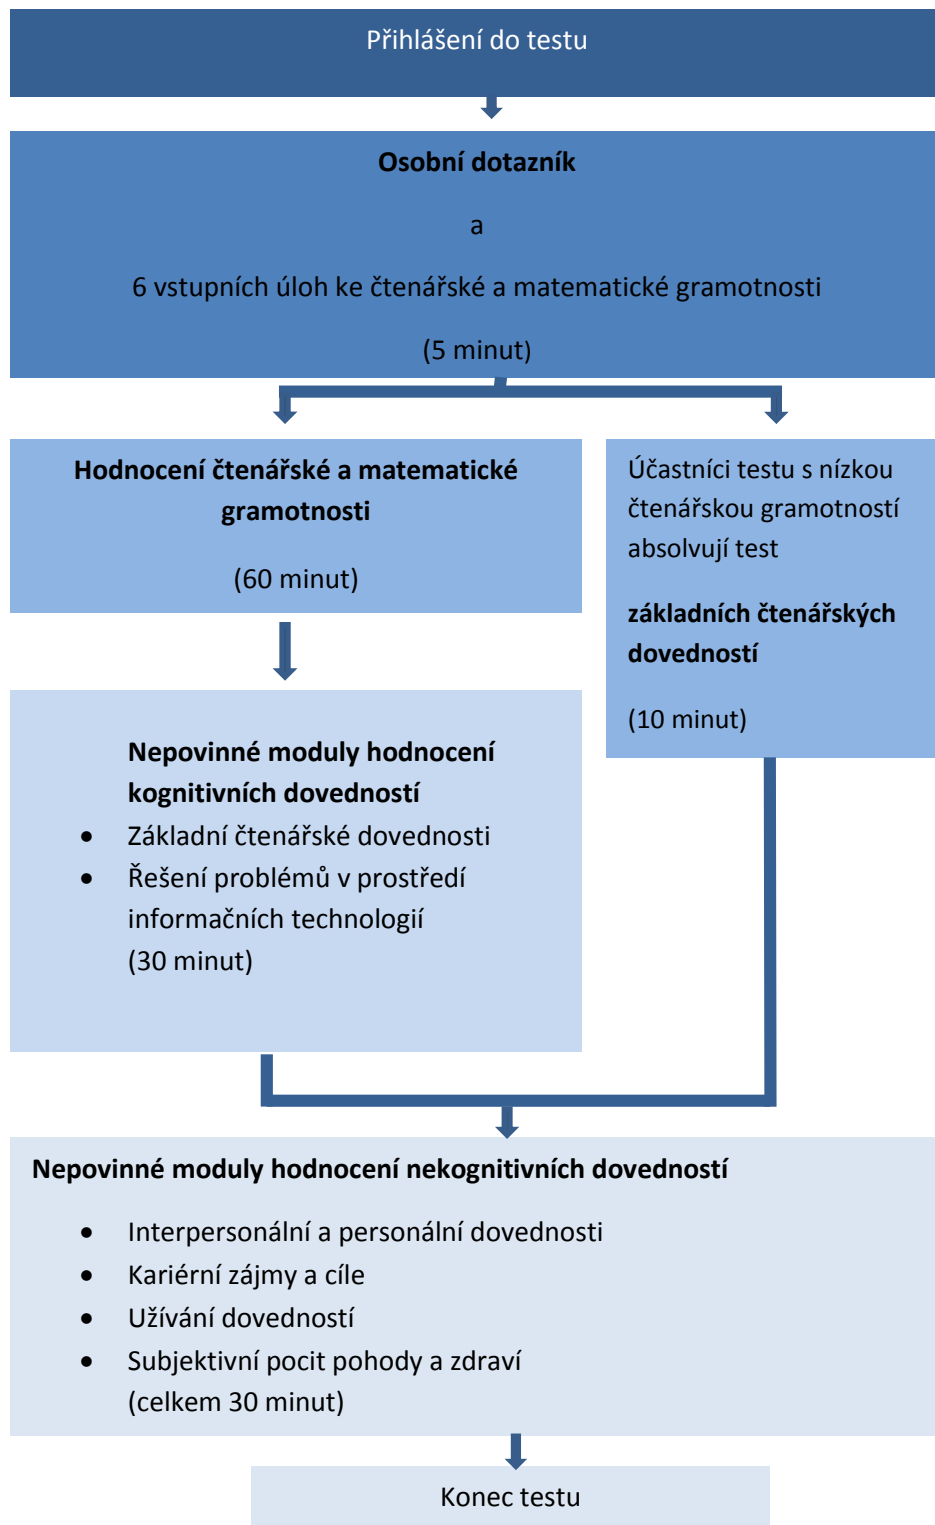 Přihlášení do testu
Osobní dotazník
a
6 vstupních úloh ke čtenářské a matematické gramotnosti
(5 minut)
Hodnocení čtenářské a matematické
gramotnosti
(60 minut)
Účastníci testu s nízkou
čtenářskou gramotností
absolvují test
základních čtenářských
dovedností
(10 minut)
Nepovinné moduly hodnocení
kognitivních dovedností
• Základní čtenářské dovednosti
• Řešení problémů v prostředí
informačních technologií
(30 minut)
Nepovinné moduly hodnocení nekognitivních dovedností
• Interpersonální a personální dovednosti
• Kariérní zájmy a cíle
• Užívání dovedností
• Subjektivní pocit pohody a zdraví
(celkem 30 minut)
Konec testu